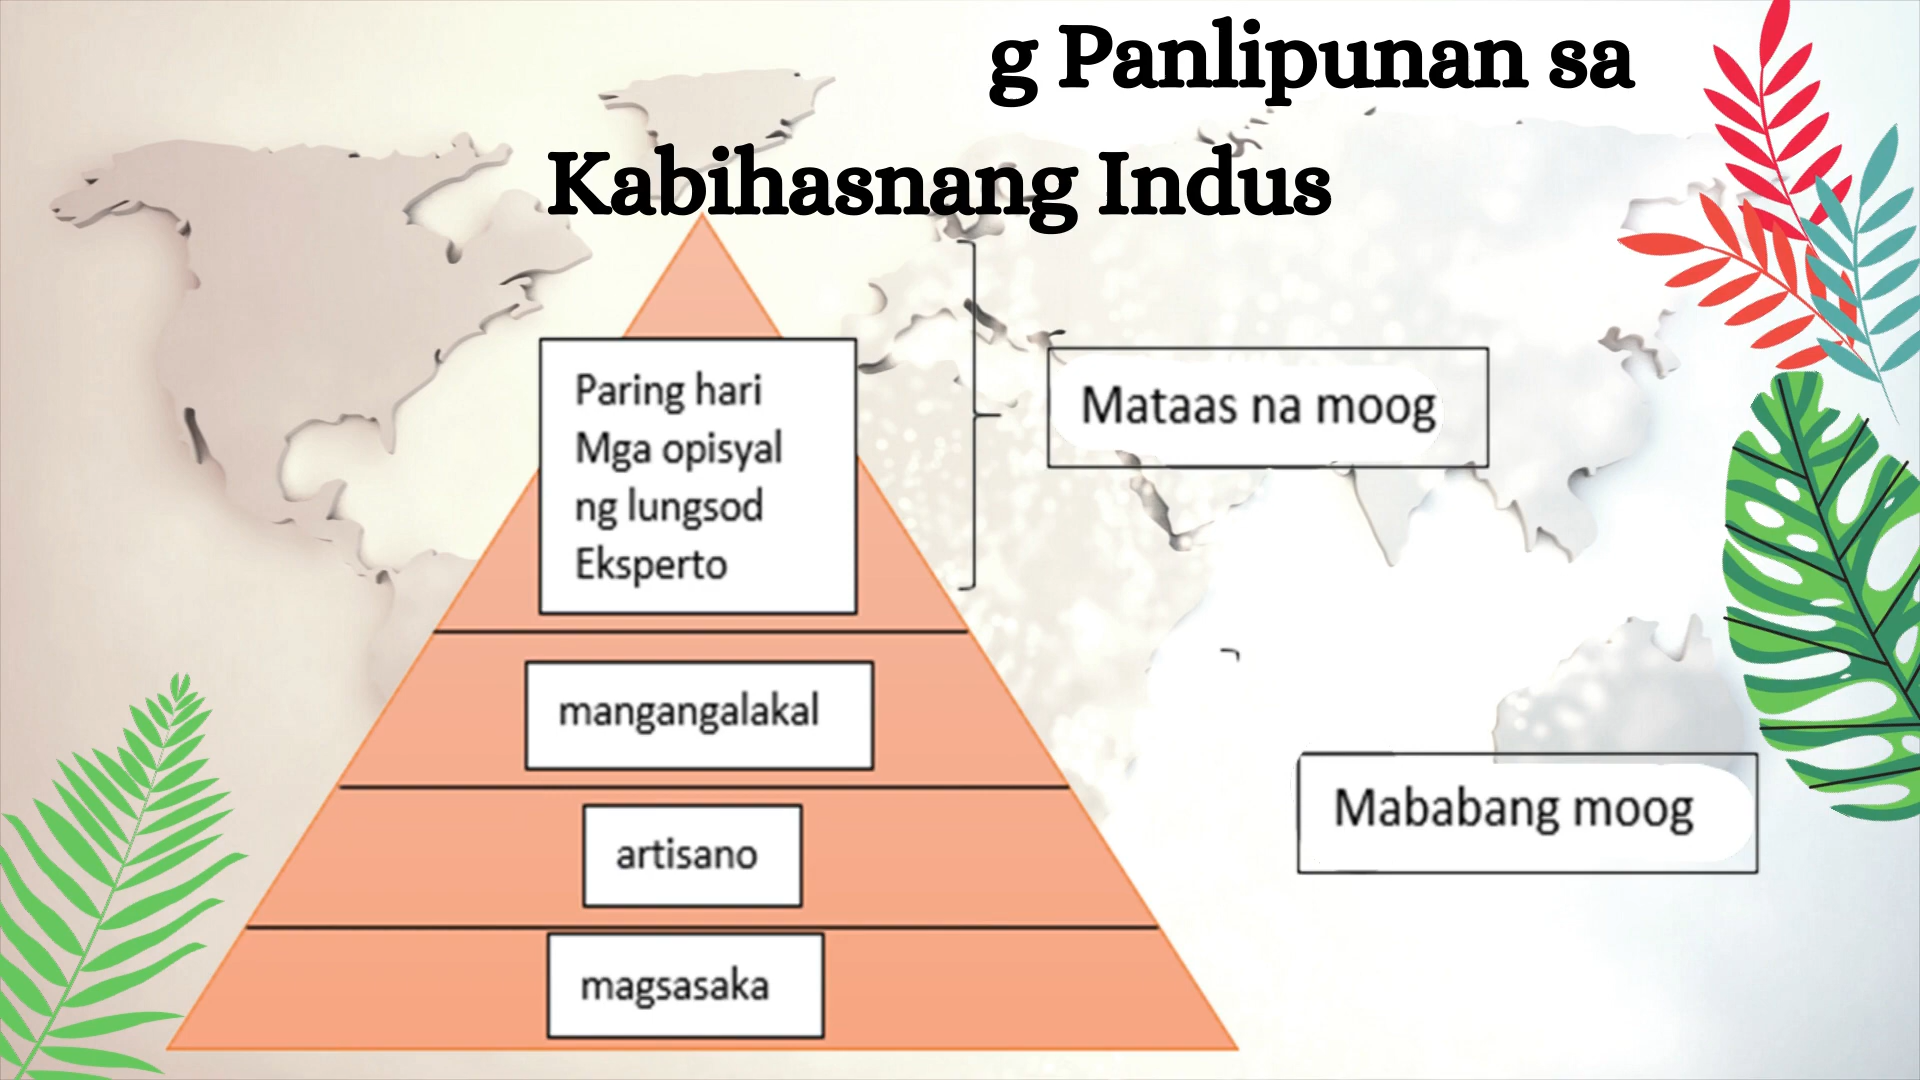 g Panlipunan sa
Kabihasnang Indus
Paring hari
Mga opisyal
ng lungsod
Eksperto
Mataas na moog
mangangalakal
artisano
Mababang moog
magsasaka